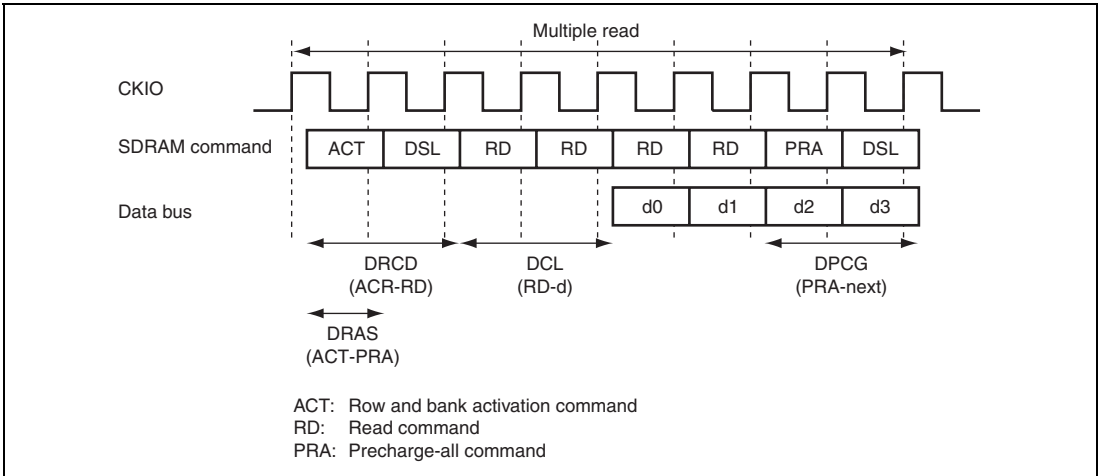 Multiple read
CKIO
SDRAM command
ACT DSL RD RD RD RD PRA DSL
Data bus
d0 d1 d2 d3
DRCD
(ACR-RD)
DCL
(RD-d)
DPCG
(PRA-next)
DRAS
(ACT-PRA)
ACT: Row and bank activation command
RD: Read command
PRA: Precharge-all command